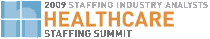 2009 STAFFING INDUSTRY ANALYSTS
HEALTHCARE
STAFFING SUMMIT